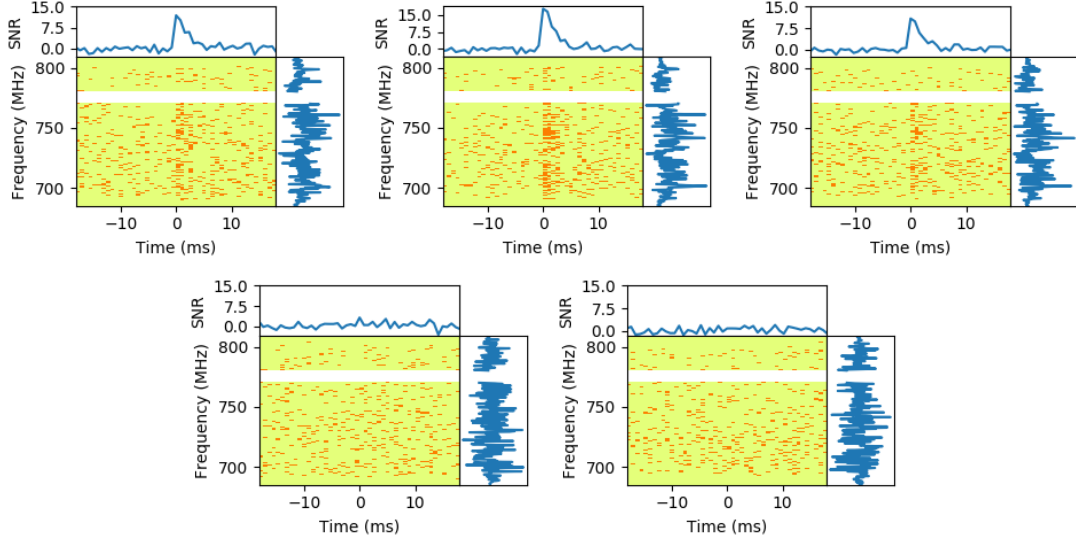 15.0 15.0 15.0
7.5 7.5 7.5
0.0 0.0 0.0
SNR SNR SNR
800 800 800
750 750 750
700 700 700
Frequency (MHz) Frequency (MHz) Frequency (MHz)
−10 0 10 −10 0 10 −10 0 10
Time (ms) Time (ms) Time (ms)
15.0 15.0
7.5 7.5
0.0 0.0
SNR SNR
800 800
750 750
700 700
Frequency (MHz) Frequency (MHz)
−10 0 10 −10 0 10
Time (ms) Time (ms)